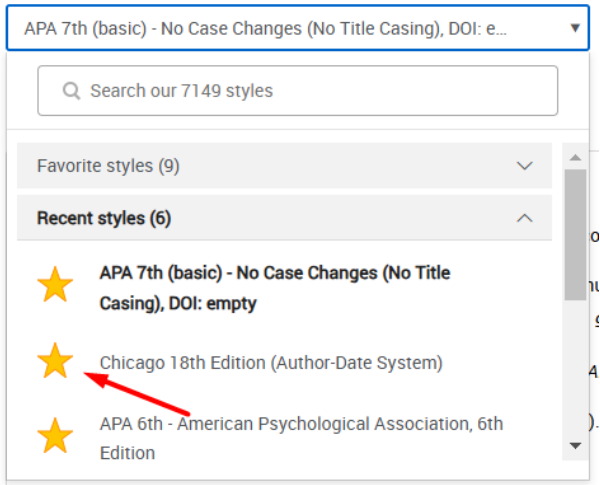 APA 7th (basic) - No Case Changes (No Title Casing), DOI: e...
Search our 7149 styles
Favorite styles (9)
Recent styles (6)
APA 7th (basic) - No Case Changes (No Title
Casing), DOI: empty
Chicago 18th Edition (Author-Date System)
APA 6th - American Psychological Association, 6th
Edition